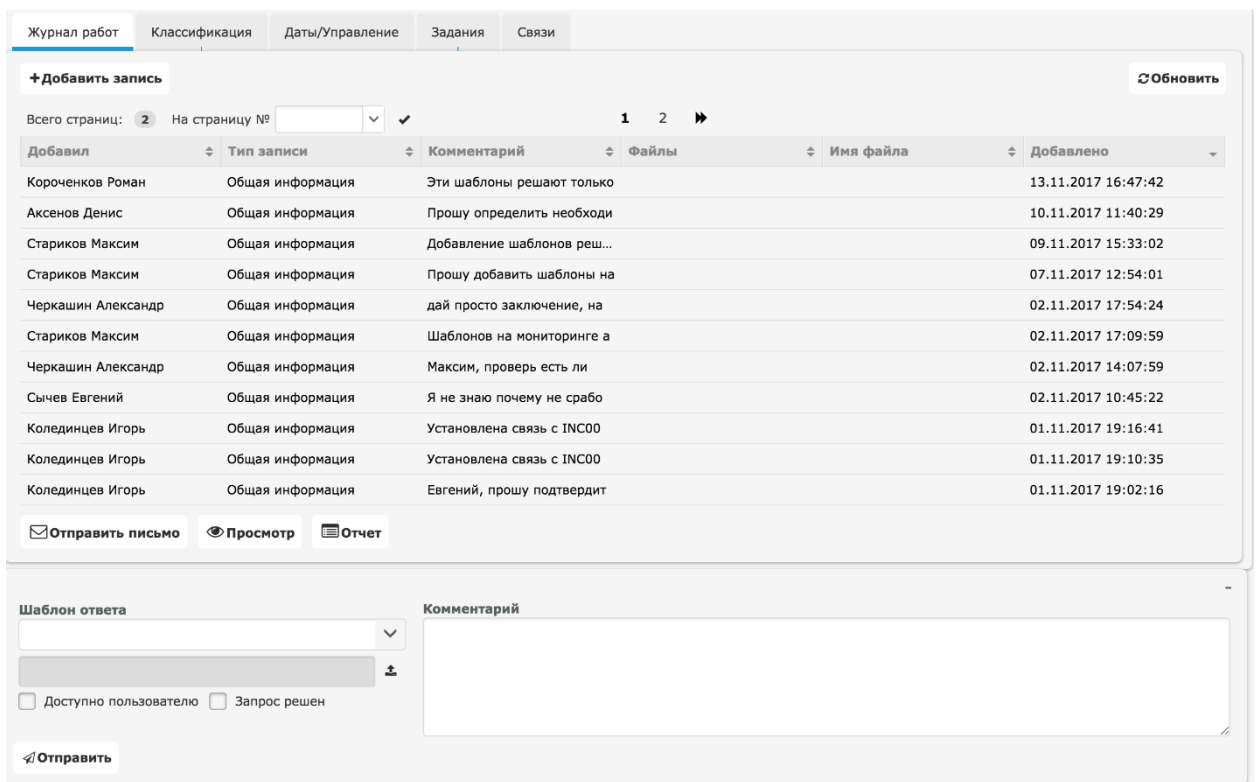 Журнал работ Классификация Даты/Управление Задания Связи
+Добавить запись Обновить
Всего страниц: 2 На страницу № 1 2
Добавил Тип записи Комментарий Файлы Имя файла Добавлено
Короченков Роман Общая информация Эти шаблоны решают только 13.11.2017 16:47:42
Аксенов Денис Общая информация Прошу определить необходи 10.11.2017 11:40:29
Стариков Максим Общая информация Добавление шаблонов реш... 09.11.2017 15:33:02
Стариков Максим Общая информация Прошу добавить шаблоны на 07.11.2017 12:54:01
Черкашин Александр Общая информация дай просто заключение, на 02.11.2017 17:54:24
Стариков Максим Общая информация Шаблонов на мониторинге а 02.11.2017 17:09:59
Черкашин Александр Общая информация Максим, проверь есть ли 02.11.2017 14:07:59
Сычев Евгений Общая информация Я не знаю почему не срабо 02.11.2017 10:45:22
Колединцев Игорь Общая информация Установлена связь с INC00 01.11.2017 19:16:41
Колединцев Игорь Общая информация Установлена связь с INC00 01.11.2017 19:10:35
Колединцев Игорь Общая информация Евгений, прошу подтвердит 01.11.2017 19:02:16
Отправить письмо Просмотр Отчет
Шаблон ответа Комментарий
Доступно пользователю Запрос решен
Отправить